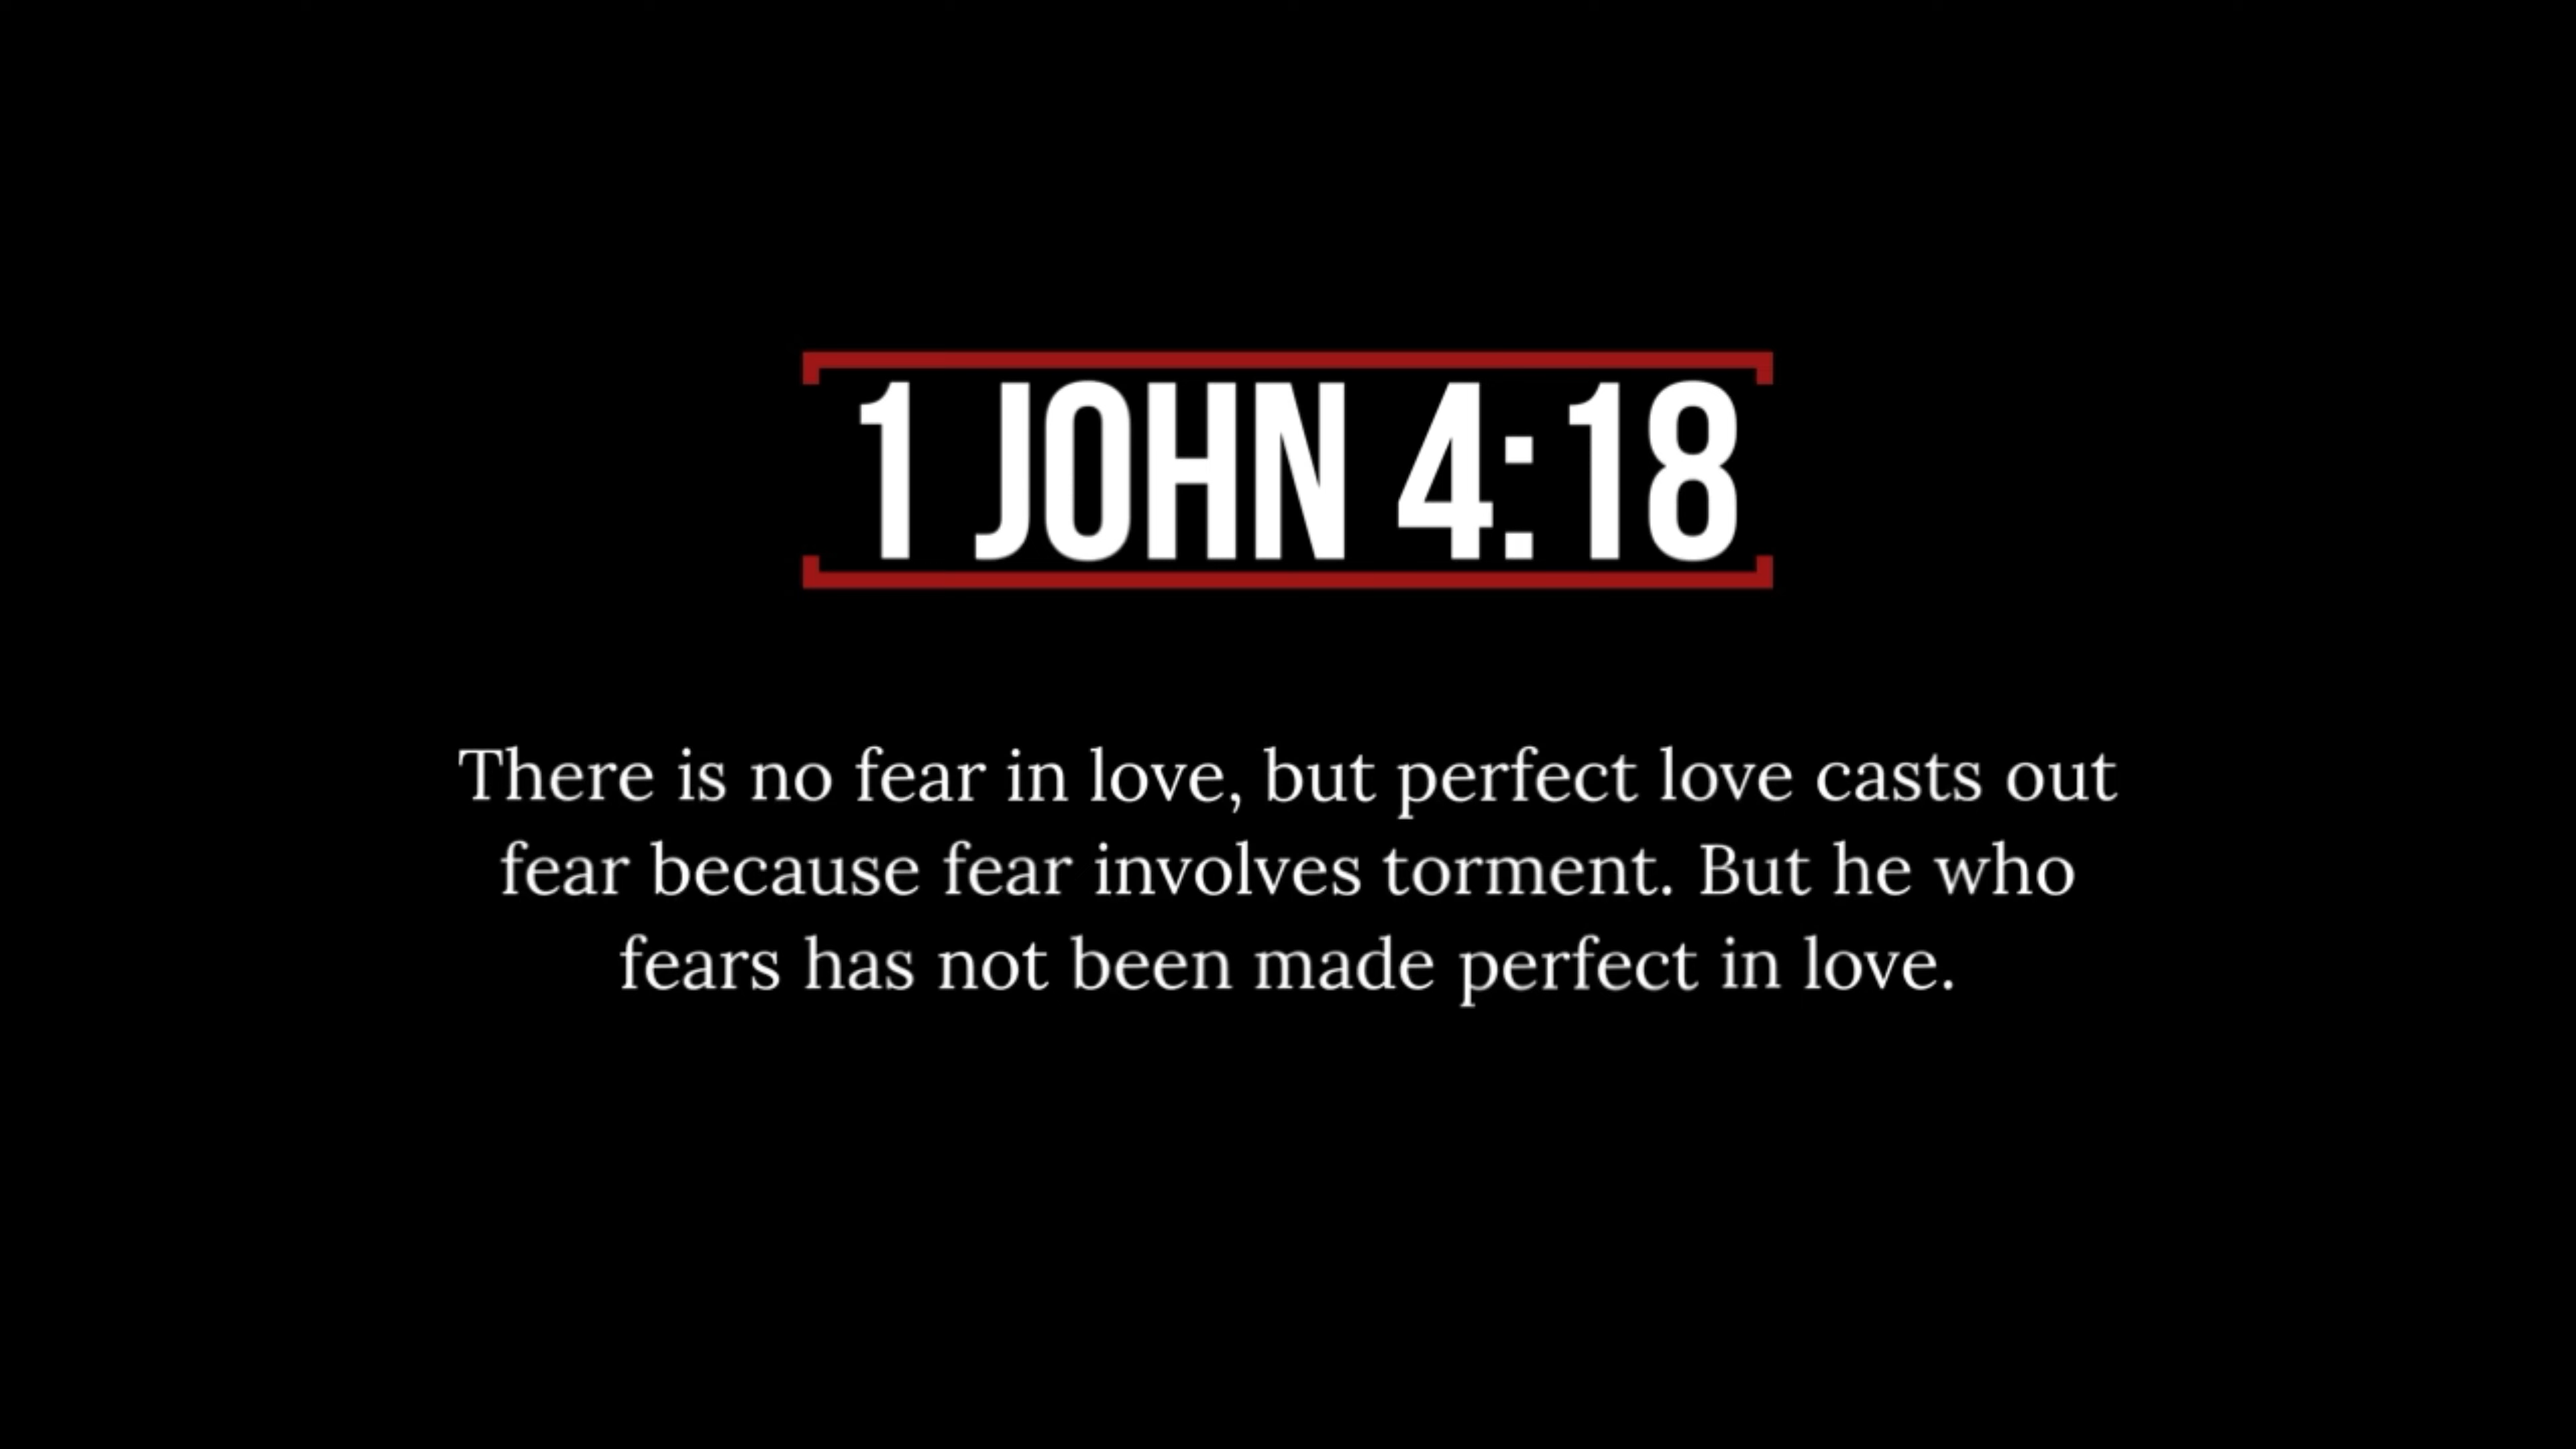 1 JOHN 4:18
There is no fear in love, but perfect love casts out
fear because fear involves torment. But he who
fears has not been made perfect in love.